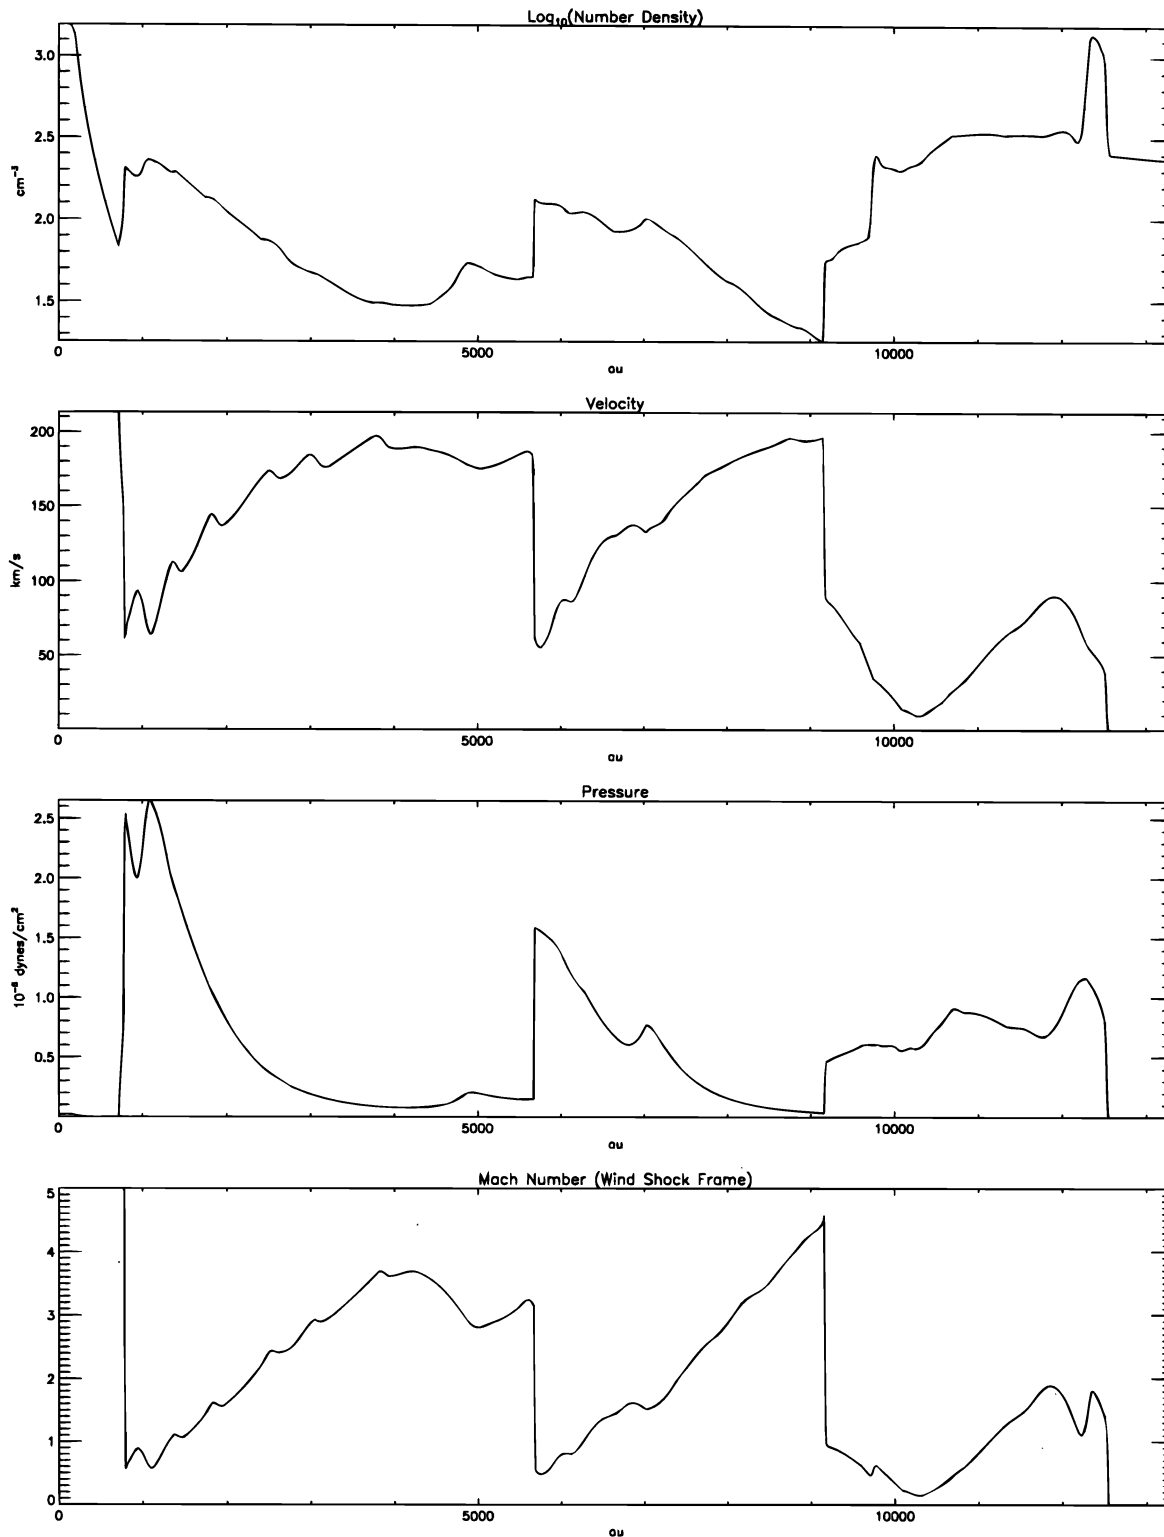 Log₁₀(Number Density)
3.0
2.5
2.0
1.5
cm⁻³
0
5000
10000
au
Velocity
200
150
100
50
km/s
0
5000
10000
au
Pressure
2.5
2.0
1.5
1.0
0.5
10⁻⁸ dynes/cm²
0
5000
10000
au
Mach Number (Wind Shock Frame)
5
4
3
2
1
0
0
5000
10000
au